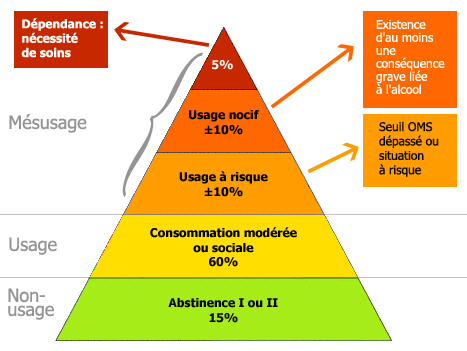 Dépendance :
nécessité
de soins
Existence
d'au moins
une
conséquence
grave liée
à l'alcool
5%
Mésusage
Usage nocif
±10%
Seuil OMS
dépassé ou
situation
à risque
Usage à risque
±10%
Usage
Consommation modérée
ou sociale
60%
Non-
usage
Abstinence I ou II
15%